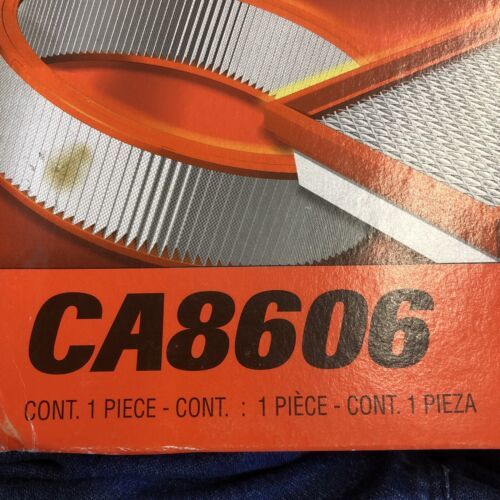 CA8606
CONT. 1 PIECE - CONT. : 1 PIÈCE - CONT. 1 PIEZA